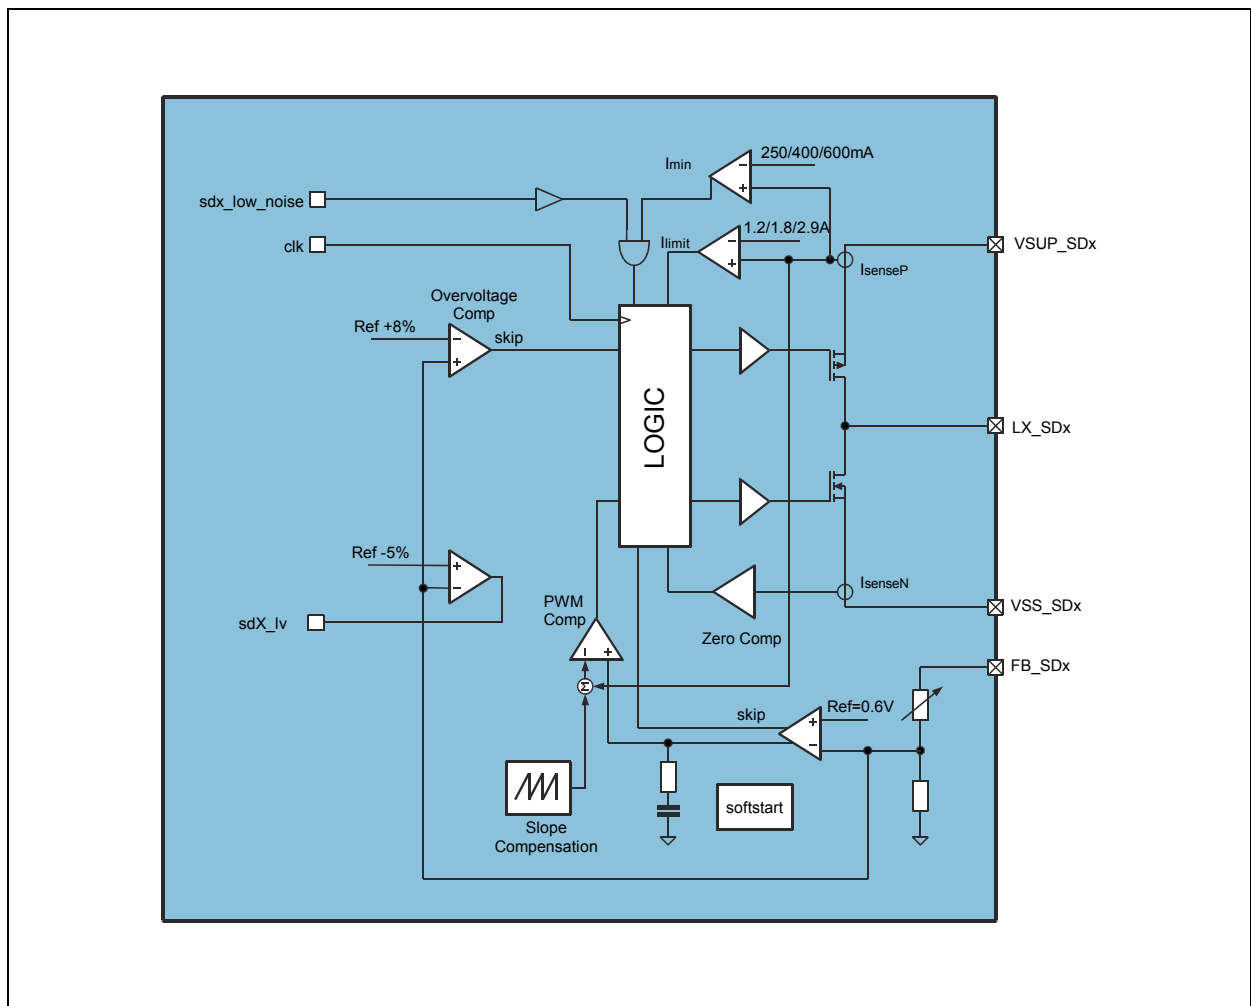 250/400/600mA
Imin
sdx_low_noise
1.2/1.8/2.9A
clk
Ilimit
VSUP_SDx
IsenseP
Overvoltage
Comp
Ref +8%
skip
−
+
−
+
−
+
LOGIC
LX_SDx
Ref -5%
+
−
IsenseN
PWM
Comp
VSS_SDx
sdX_lv
Zero Comp
− +
FB_SDx
Σ
Ref=0.6V
skip
+
−
softstart
Slope
Compensation